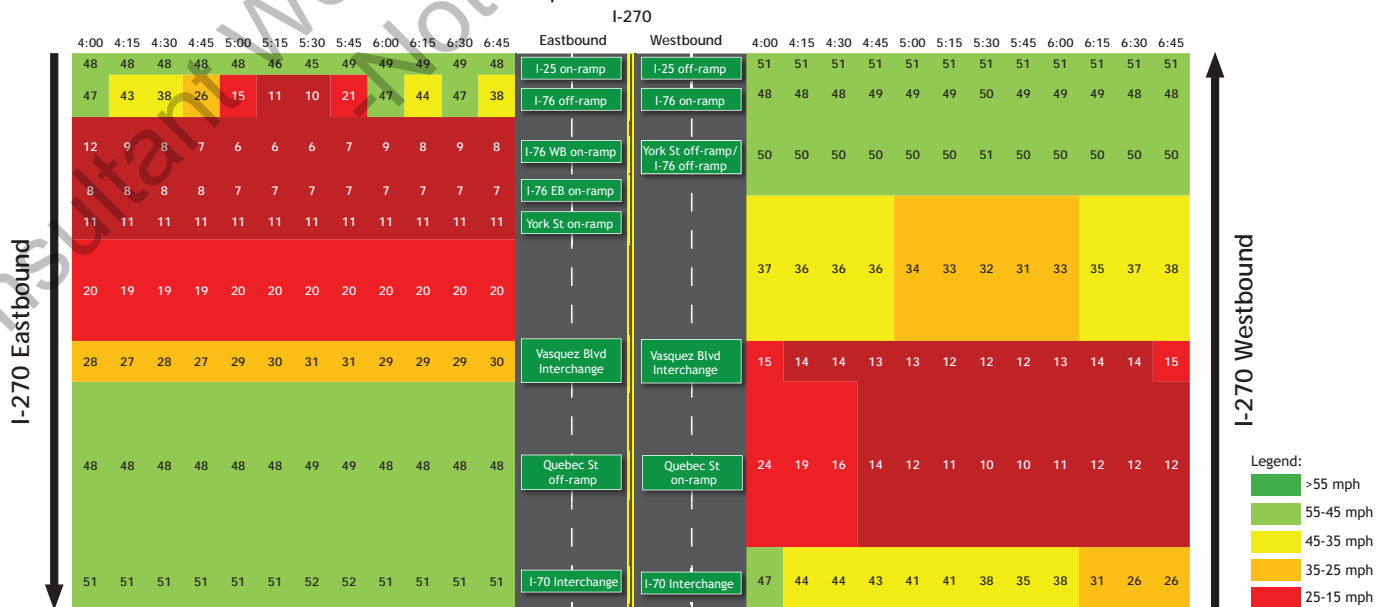 I-270
4:00 4:15 4:30 4:45 5:00 5:15 5:30 5:45 6:00 6:15 6:30 6:45 Eastbound Westbound 4:00 4:15 4:30 4:45 5:00 5:15 5:30 5:45 6:00 6:15 6:30 6:45
48 48 48 48 48 46 45 49 49 49 49 48 I-25 on-ramp I-25 off-ramp 51 51 51 51 51 51 51 51 51 51 51 51
47 43 38 26 15 11 10 21 47 44 47 38 I-76 off-ramp I-76 on-ramp 48 48 48 49 49 49 50 49 49 49 48 48
12 9 8 7 6 6 6 7 9 8 9 8 I-76 WB on-ramp York St off-ramp/
I-76 off-ramp 50 50 50 50 50 50 51 50 50 50 50 50
8 8 8 8 7 7 7 7 7 7 7 7 I-76 EB on-ramp
11 11 11 11 11 11 11 11 11 11 11 11 York St on-ramp
37 36 36 36 34 33 32 31 33 35 37 38
20 19 19 19 20 20 20 20 20 20 20 20
28 27 28 27 29 30 31 31 29 29 29 30 Vasquez Blvd
Interchange Vasquez Blvd
Interchange 15 14 14 13 13 12 12 12 13 14 14 15
48 48 48 48 48 48 49 49 48 48 48 48 Quebec St
off-ramp Quebec St
on-ramp 24 19 16 14 12 11 10 10 11 12 12 12
51 51 51 51 51 51 52 52 51 51 51 51 I-70 Interchange I-70 Interchange 47 44 44 43 41 41 38 35 38 31 26 26
I-270 Eastbound
I-270 Westbound
Legend:
>55 mph
55-45 mph
45-35 mph
35-25 mph
25-15 mph